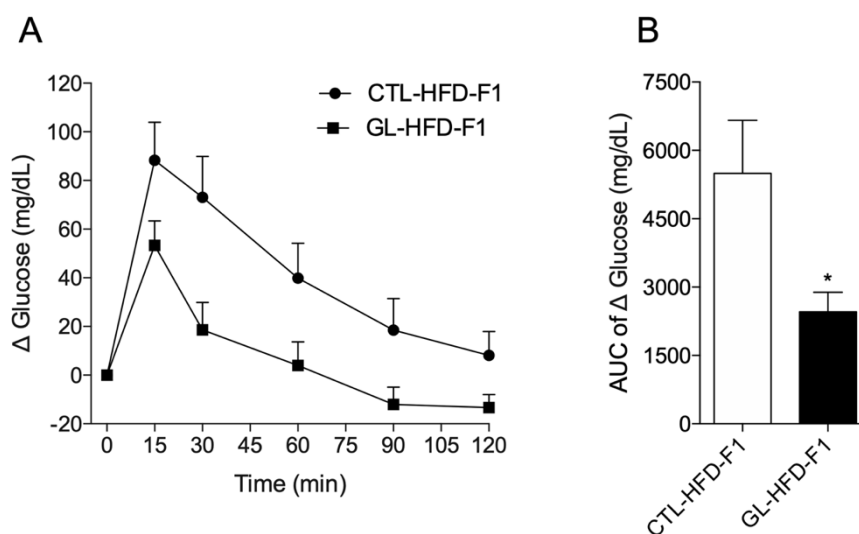 A
Δ Glucose (mg/dL)
120
100
80
60
40
20
0
-20
0 15 30 45 60 75 90 105 120
Time (min)
CTL-HFD-F1
GL-HFD-F1
B
AUC of Δ Glucose (mg/dL)
7500
6000
4500
3000
1500
0
*
CTL-HFD-F1
GL-HFD-F1